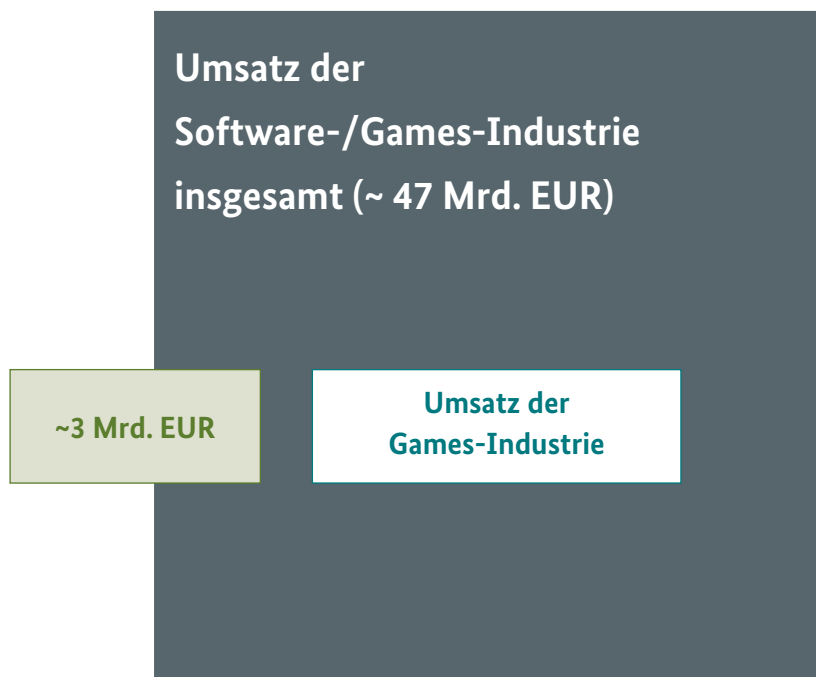 Umsatz der
Software-/Games-Industrie
insgesamt (~ 47 Mrd. EUR)
~3 Mrd. EUR
Umsatz der
Games-Industrie